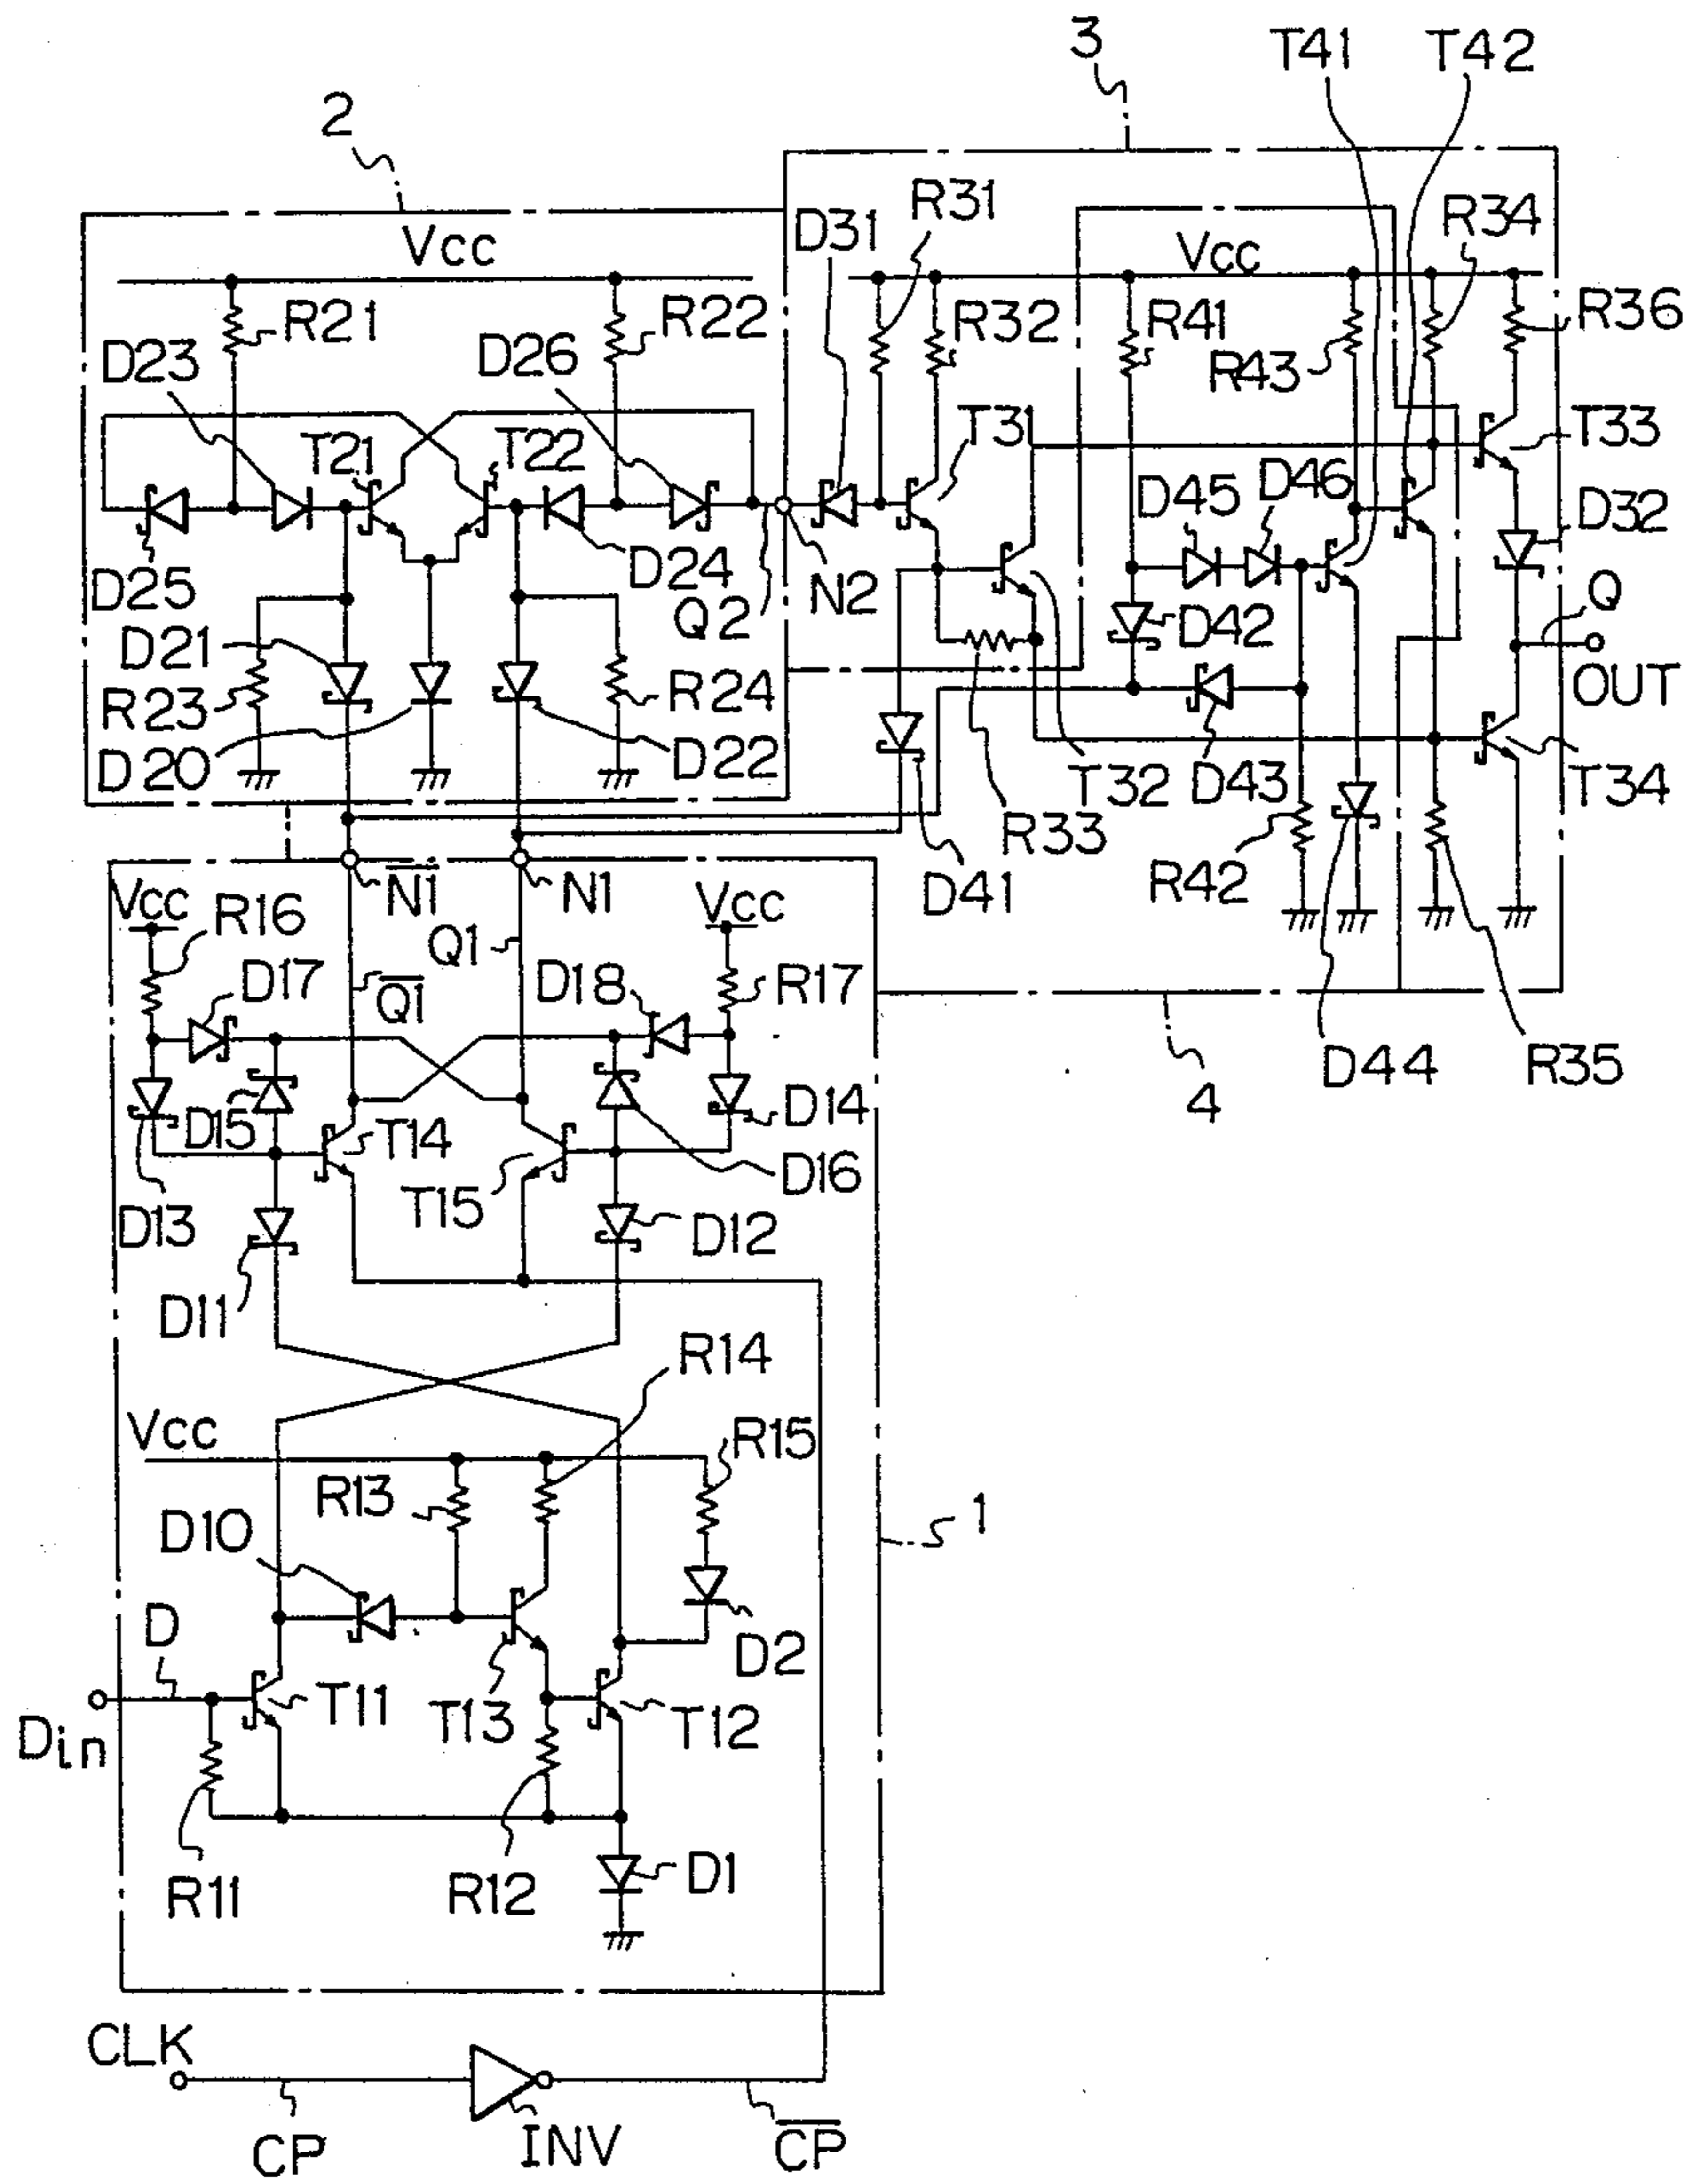 3
T41
T42
2
R31
R34
D31
Vcc
Vcc
R21
R22
R32
R41
R43
R36
D23
D26
T21
T22
T31
T33
D45
D46
D32
D25
D24
Q2
N2
D42
Q
OUT
D21
R23
R24
D20
D22
T32
D43
T34
R33
N1̅
N1
D41
R42
Vcc
R16
Vcc
Q1
D17
Q1̅
D18
R17
D44
R35
4
D15
T14
D14
D13
T15
D16
D12
D11
R14
Vcc
R15
R13
D10
1
D
D2
Din
T11
T13
T12
R11
R12
D1
CLK
CP
INV
C̅P̅